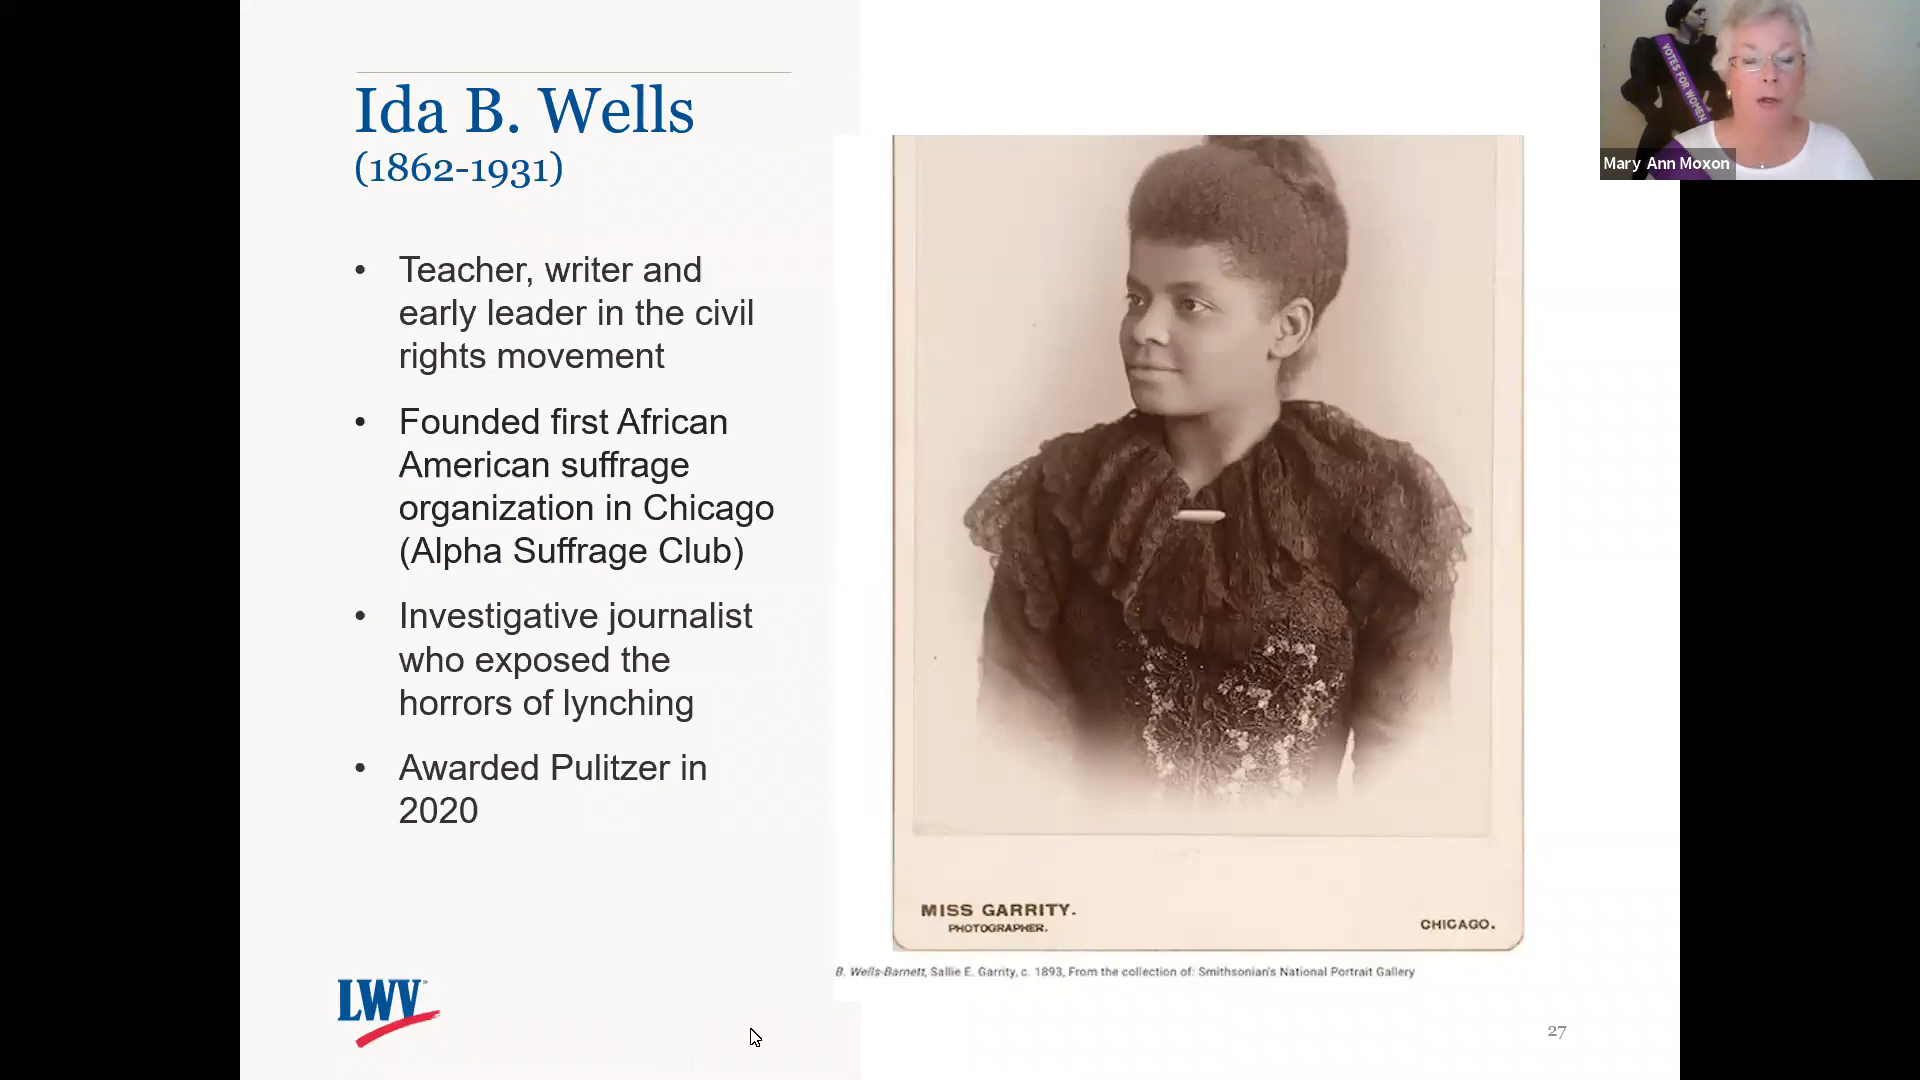 Ida B. Wells
(1862-1931)
• Teacher, writer and
early leader in the civil
rights movement
• Founded first African
American suffrage
organization in Chicago
(Alpha Suffrage Club)
• Investigative journalist
who exposed the
horrors of lynching
• Awarded Pulitzer in
2020
LWV
MISS GARRITY.
PHOTOGRAPHER.
CHICAGO.
B. Wells-Barnett, Sallie E. Garrity, c. 1893, From the collection of: Smithsonian's National Portrait Gallery
27
VOTES FOR WOMEN
Mary Ann Moxon